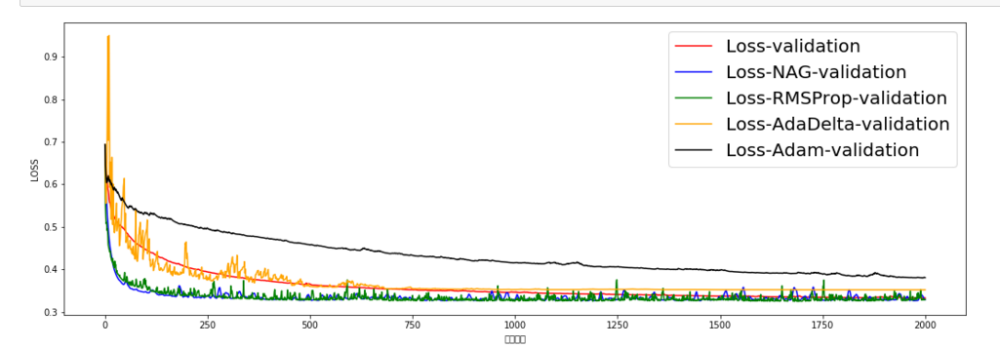 Loss-validation
Loss-NAG-validation
Loss-RMSProp-validation
Loss-AdaDelta-validation
Loss-Adam-validation
LOSS
0.9
0.8
0.7
0.6
0.5
0.4
0.3
0 250 500 750 1000 1250 1500 1750 2000